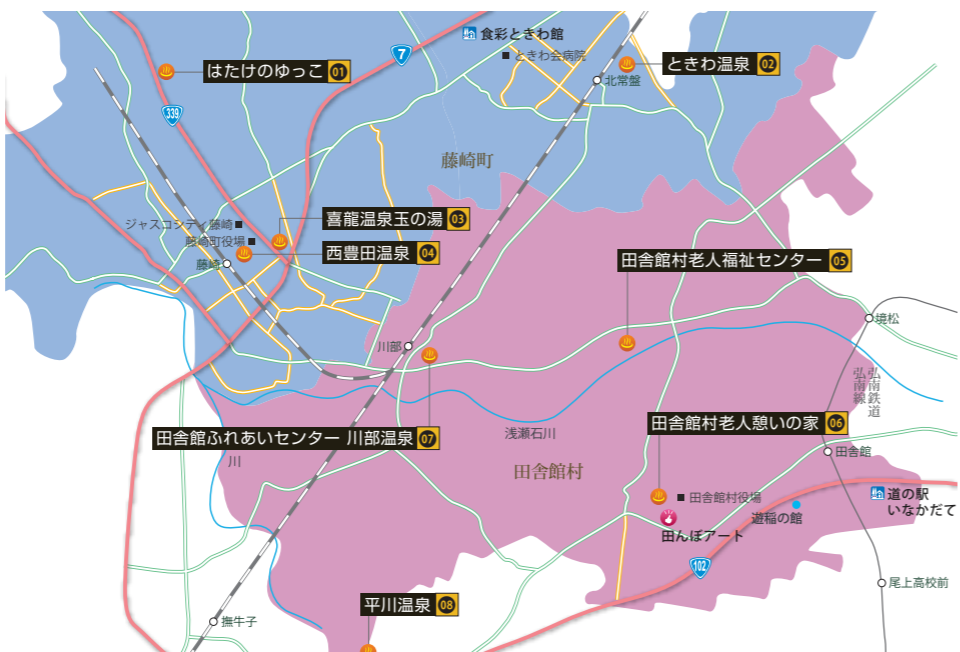 食彩ときわ館
7
ときわ会病院
はたけのゆっこ 01
ときわ温泉 02
北常盤
339
藤崎町
喜龍温泉玉の湯 03
ジャスコンディ藤崎
藤崎町役場
西豊田温泉 04
藤崎
田舎館村老人福祉センター 05
境松
川部
弘南鉄道
弘南線
田舎館村老人憩いの家 06
田舎館ふれあいセンター 川部温泉 07
浅瀬石川
川
田舎館
田舎館村
田舎館村役場
道の駅
いなかだて
遊稲の館
田んぼアート
102
尾上高校前
平川温泉 08
撫牛子